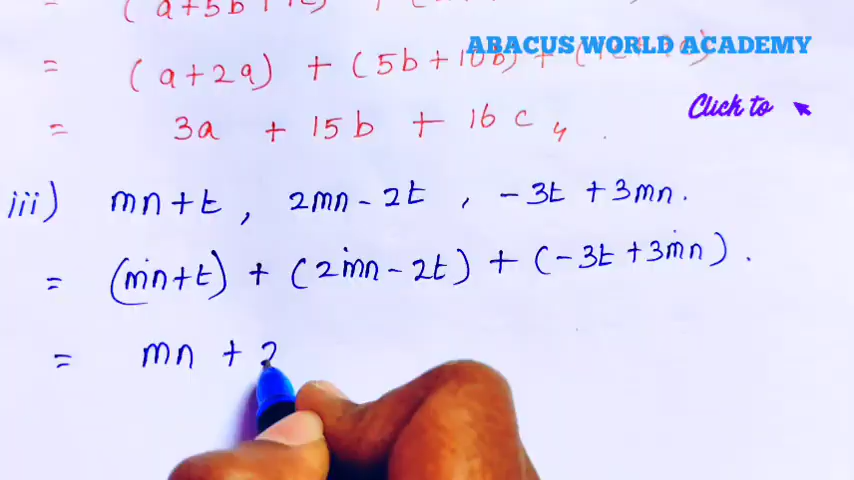 = (a+5b+
ABACUS WORLD ACADEMY
= (a+2a) + (5b+10b) +
Click to
= 3a + 15b + 16c
iii) mn+t, 2mn-2t, -3t+3mn.
= (mn+t) + (2mn-2t) + (-3t+3mn).
= mn + 2